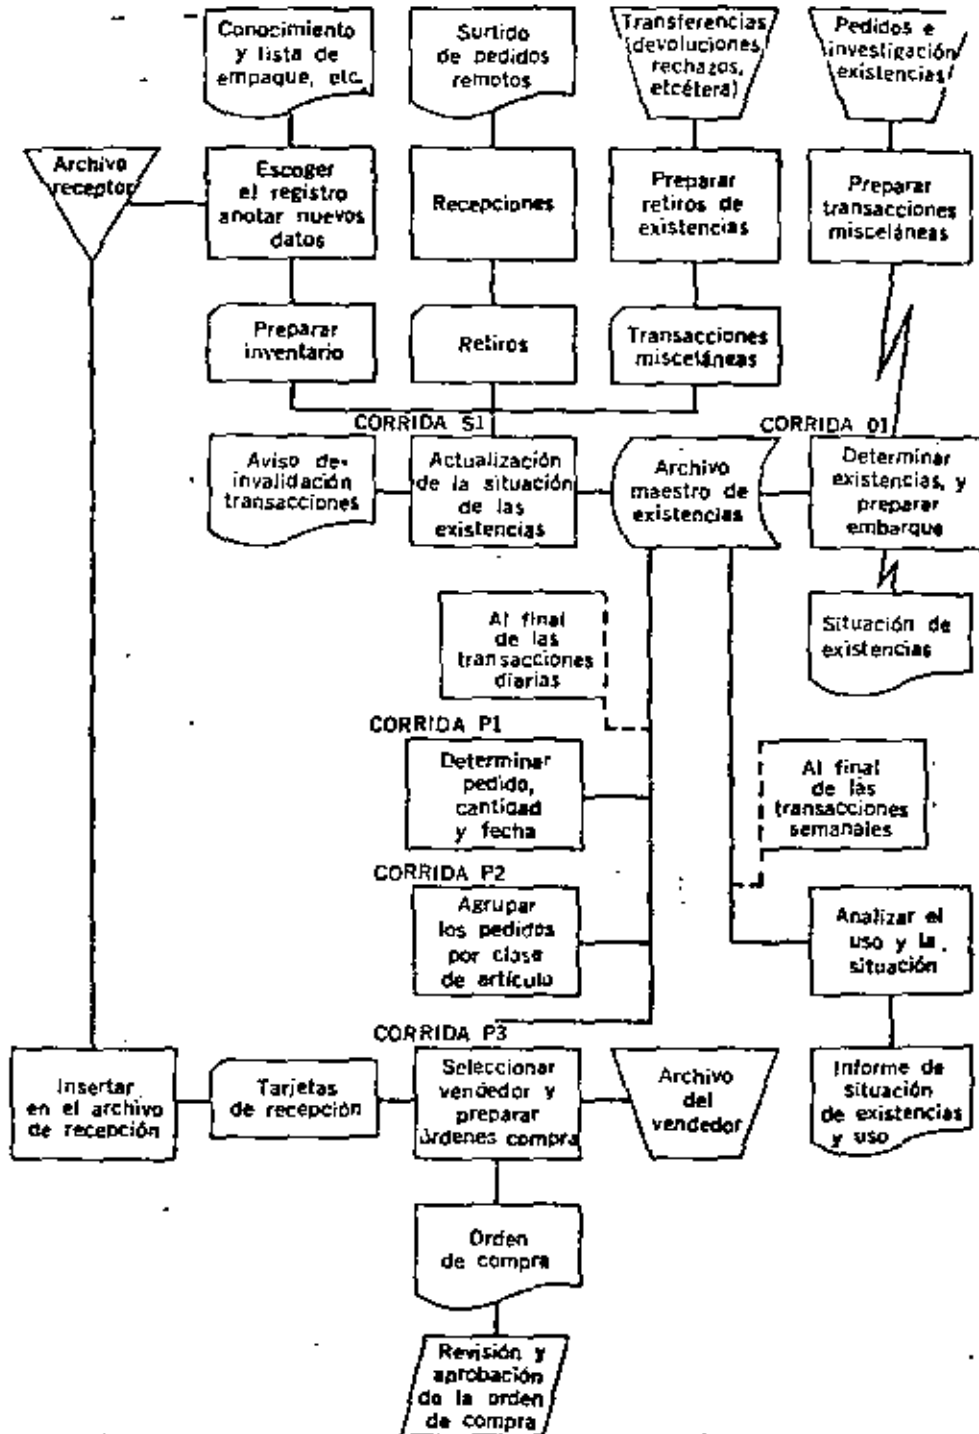 Conocimiento
y lista de
empaque, etc.
Surtido
de pedidos
remotos
Transferencias
(devoluciones
rechazos,
etcétera)
Pedidos e
investigación
existencias
Archivo
receptor
Escoger
el registro
anotar nuevos
datos
Recepciones
Preparar
retiros de
existencias
Preparar
transacciones
misceláneas
Preparar
inventario
Retiros
Transacciones
misceláneas
CORRIDA S1
CORRIDA 01
Aviso de
invalidación
transacciones
Actualización
de la situación
de las
existencias
Archivo
maestro de
existencias
Determinar
existencias, y
preparar
embarque
Al final
de las
transacciones
diarias
Situación de
existencias
CORRIDA P1
Determinar
pedido,
cantidad
y fecha
Al final
de las
transacciones
semanales
CORRIDA P2
Agrupar
los pedidos
por clase
de artículo
Analizar el
uso y la
situación
CORRIDA P3
Insertar
en el archivo
de recepción
Tarjetas
de recepción
Seleccionar
vendedor y
preparar
órdenes compra
Archivo
del
vendedor
Informe de
situación
de existencias
y uso
Orden
de compra
Revisión y
aprobación
de la orden
de compra